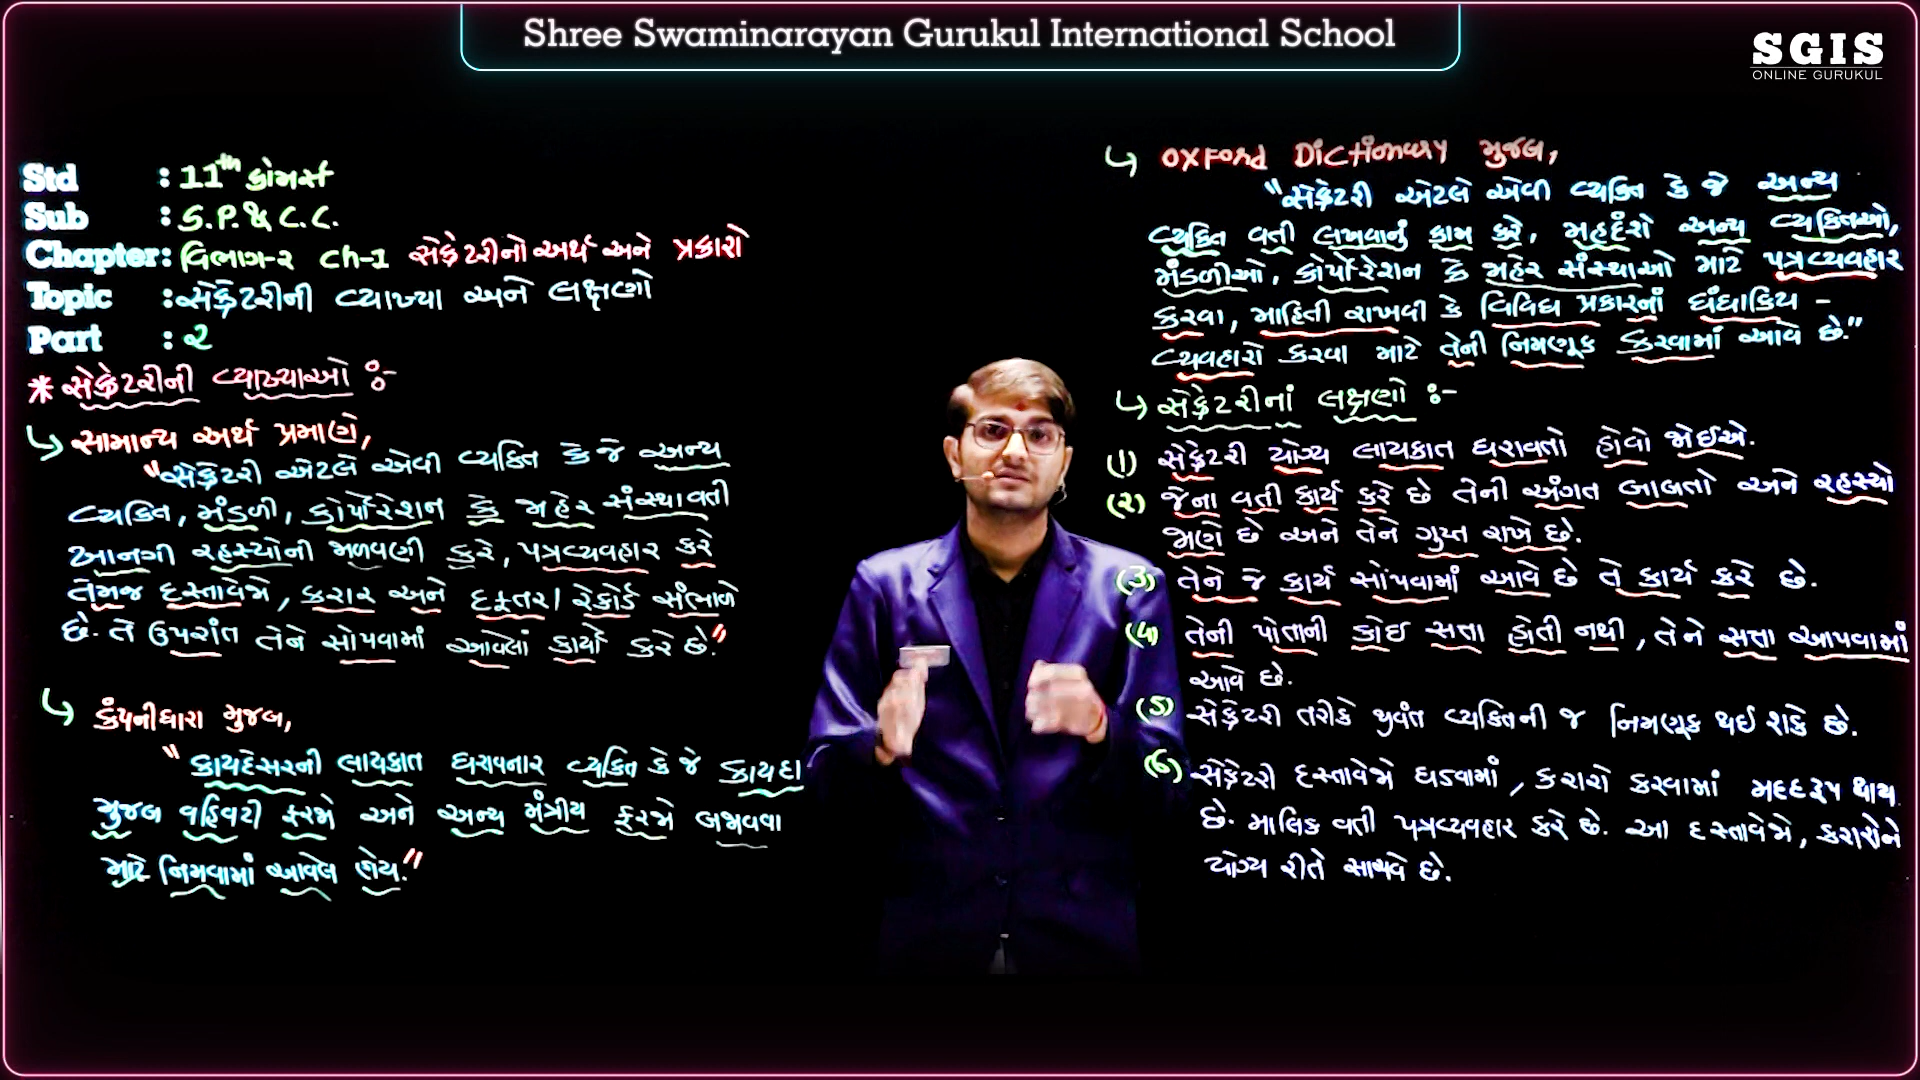 Shree Swaminarayan Gurukul International School
SGIS
ONLINE GURUKUL
Std : 11th કોમર્સ
Sub : S.P. & C.C.
Chapter: વિભાગ-૨ ch-1 સેક્રેટરીનો અર્થ અને પ્રકારો
Topic : સેક્રેટરીની વ્યાખ્યા અને લક્ષણો
Part : ૨
* સેક્રેટરીની વ્યાખ્યાઓ :-
↳ સામાન્ય અર્થ પ્રમાણે,
"સેક્રેટરી એટલે એવી વ્યકિત કે જે અન્ય
વ્યકિત, મંડળી, કોર્પોરેશન કે જાહેર સંસ્થાવતી
ખાનગી રહસ્યોની જાળવણી કરે, પત્રવ્યવહાર કરે
તેમજ દસ્તાવેજો, કરાર અને દફતર/રેકોર્ડ સંભાળે
છે. તે ઉપરાંત તેને સોંપવામાં આવેલાં કાર્યો કરે છે."
↳ કંપનીધારા મુજબ,
"કાયદેસરની લાયકાત ધરાવનાર વ્યકિત કે જે કાયદા
મુજબ વહિવટી ફરજો અને અન્ય મંત્રીય ફરજો બજાવવા
માટે નિમવામાં આવેલ હોય."
↳ Oxford Dictionary મુજબ,
"સેક્રેટરી એટલે એવી વ્યકિત કે જે અન્ય
વ્યકિત વતી લખવાનું કામ કરે, મહદંશે અન્ય વ્યકિતઓ,
મંડળીઓ, કોર્પોરેશન કે જાહેર સંસ્થાઓ માટે પત્રવ્યવહાર
કરવા, માહિતી રાખવી કે વિવિધ પ્રકારનાં ધંધાકિય -
વ્યવહારો કરવા માટે તેની નિમણૂક કરવામાં આવે છે."
↳ સેક્રેટરીનાં લક્ષણો :-
(1) સેક્રેટરી યોગ્ય લાયકાત ધરાવતો હોવો જોઈએ.
(૨) જેના વતી કાર્ય કરે છે તેની અંગત બાબતો અને રહસ્યો
જાણે છે અને તેને ગુપ્ત રાખે છે.
(3) તેને જે કાર્ય સોંપવામાં આવે છે તે કાર્ય કરે છે.
(4) તેની પોતાની કોઈ સત્તા હોતી નથી, તેને સત્તા આપવામાં
આવે છે.
(5) સેક્રેટરી તરીકે જીવંત વ્યકિતની જ નિમણૂક થઈ શકે છે.
(6) સેક્રેટરી દસ્તાવેજો ઘડવામાં, કરારો કરવામાં મદદરૂપ થાય
છે. માલિક વતી પત્રવ્યવહાર કરે છે. આ દસ્તાવેજો, કરારોને
યોગ્ય રીતે સાચવે છે.